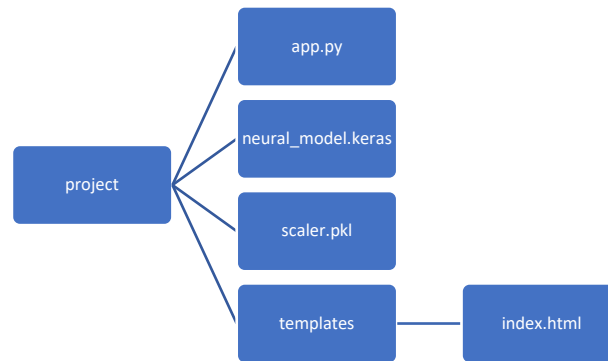 app.py
neural_model.keras
project
scaler.pkl
templates
index.html